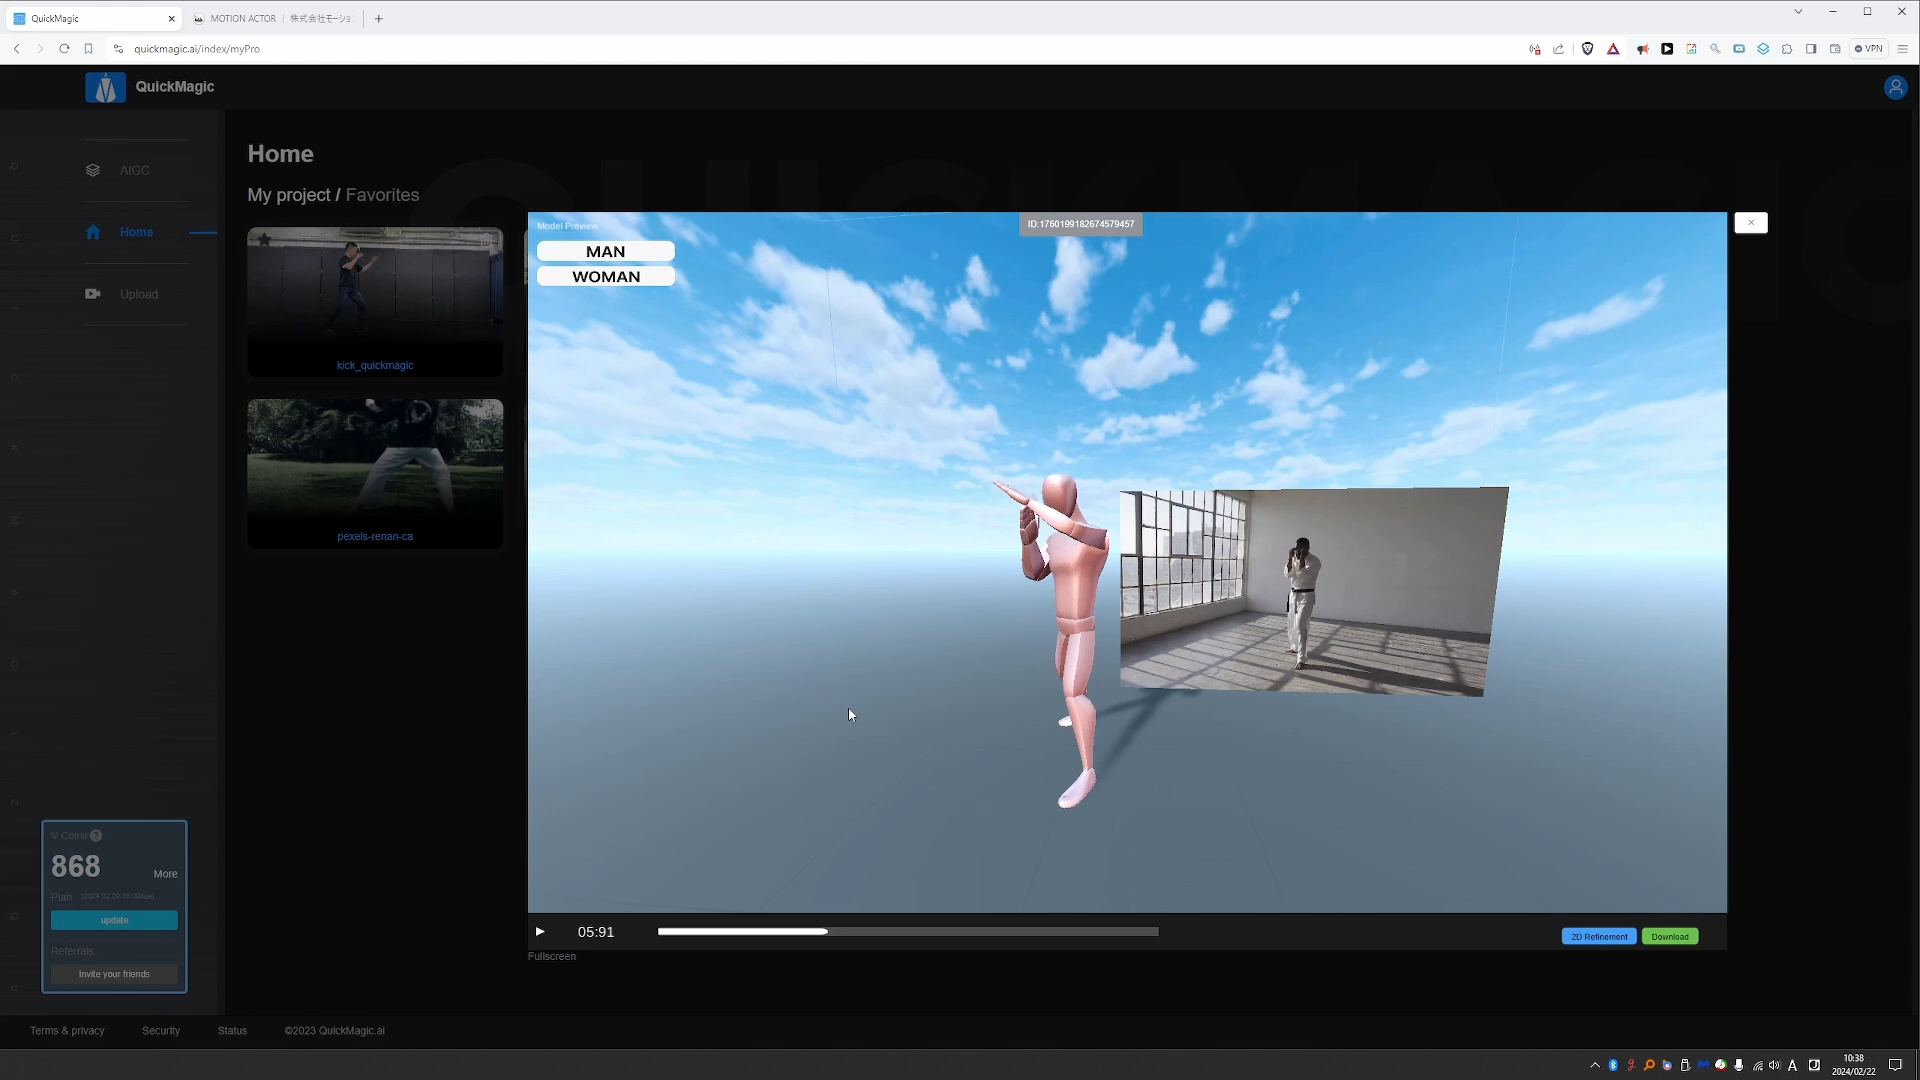 QuickMagic
MOTION ACTOR | 株式会社モーショ
quickmagic.ai/index/myPro
VPN
QuickMagic
AIGC
Home
Upload
Home
My project / Favorites
kick_quickmagic
pexels-renan-ca
Model Preview
MAN
WOMAN
ID:1760199182674579457
05:91
2D Refinement
Download
Fullscreen
V Coins ?
868
More
Plan
update
Referrals
Invite your friends
Terms & privacy
Security
Status
©2023 QuickMagic.ai
A
10:38
2024/02/22